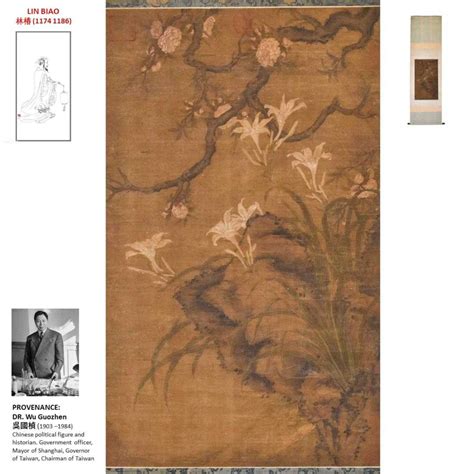 LIN BIAO
林椿 (1174 1186)
PROVENANCE:
DR. Wu Guozhen
吳國楨 (1903 –1984)
Chinese political figure and
historian. Government officer,
Mayor of Shanghai, Governor
of Taiwan, Chairman of Taiwan